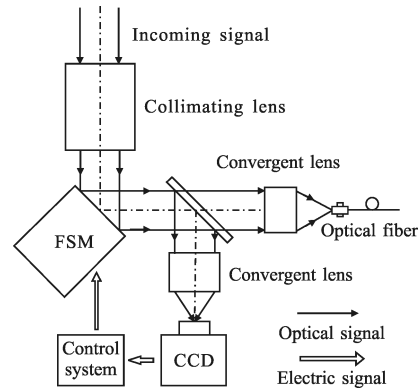 Incoming signal
Collimating lens
Convergent lens
FSM
Optical fiber
Convergent lens
Optical signal
Control
system
CCD
Electric signal